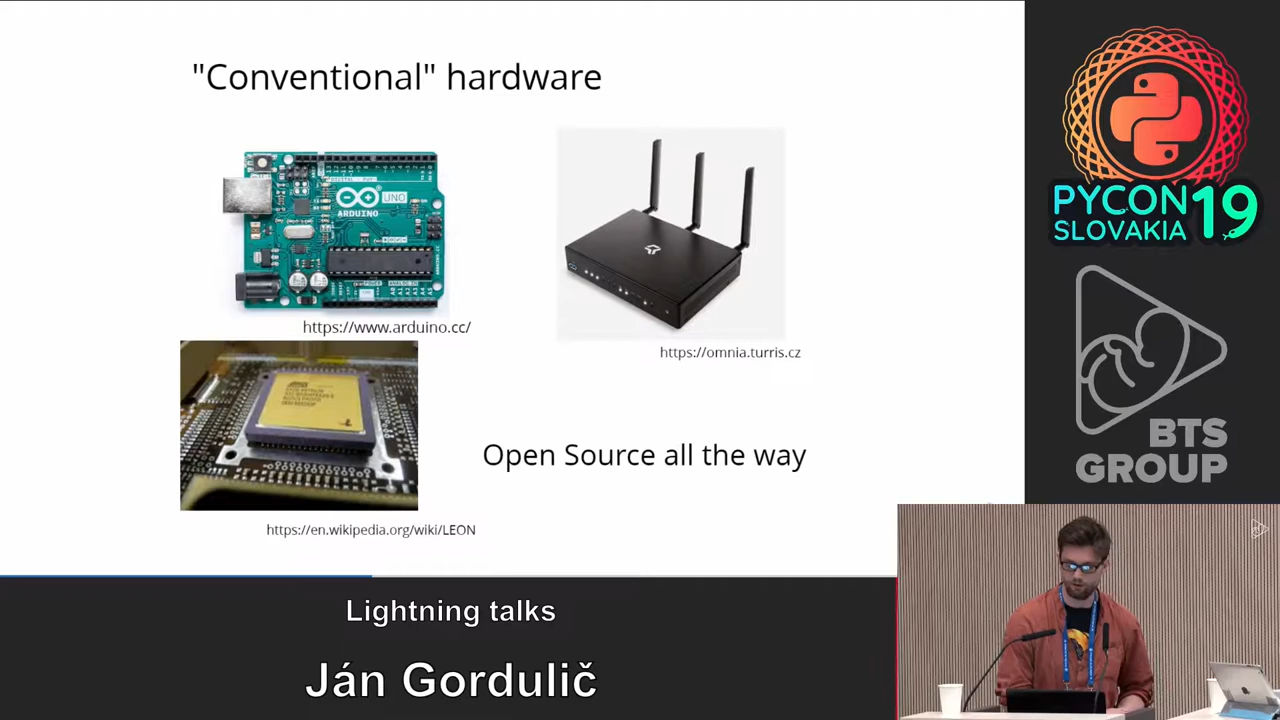 "Conventional" hardware
UNO
ARDUINO
https://www.arduino.cc/
https://omnia.turris.cz
Open Source all the way
https://en.wikipedia.org/wiki/LEON
PYCON
SLOVAKIA
19
BTS
GROUP
Lightning talks
Ján Gordulič